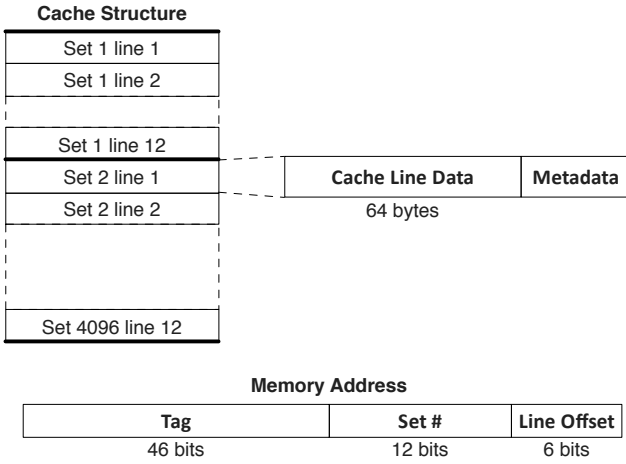 Cache Structure
Set 1 line 1
Set 1 line 2
Set 1 line 12
Set 2 line 1
Set 2 line 2
Set 4096 line 12
Cache Line Data
Metadata
64 bytes
Memory Address
Tag
Set #
Line Offset
46 bits
12 bits
6 bits